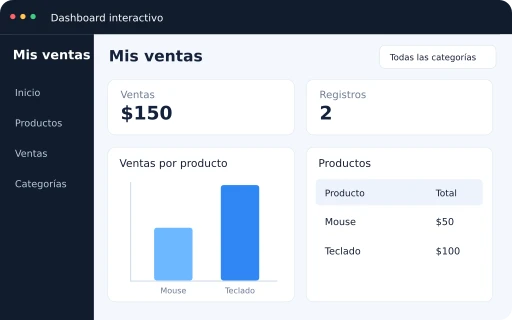 Dashboard interactivo
Mis ventas
Inicio
Productos
Ventas
Categorías
Mis ventas
Todas las categorías
Ventas
$150
Registros
2
Ventas por producto
Mouse
Teclado
Productos
Producto Total
Mouse $50
Teclado $100